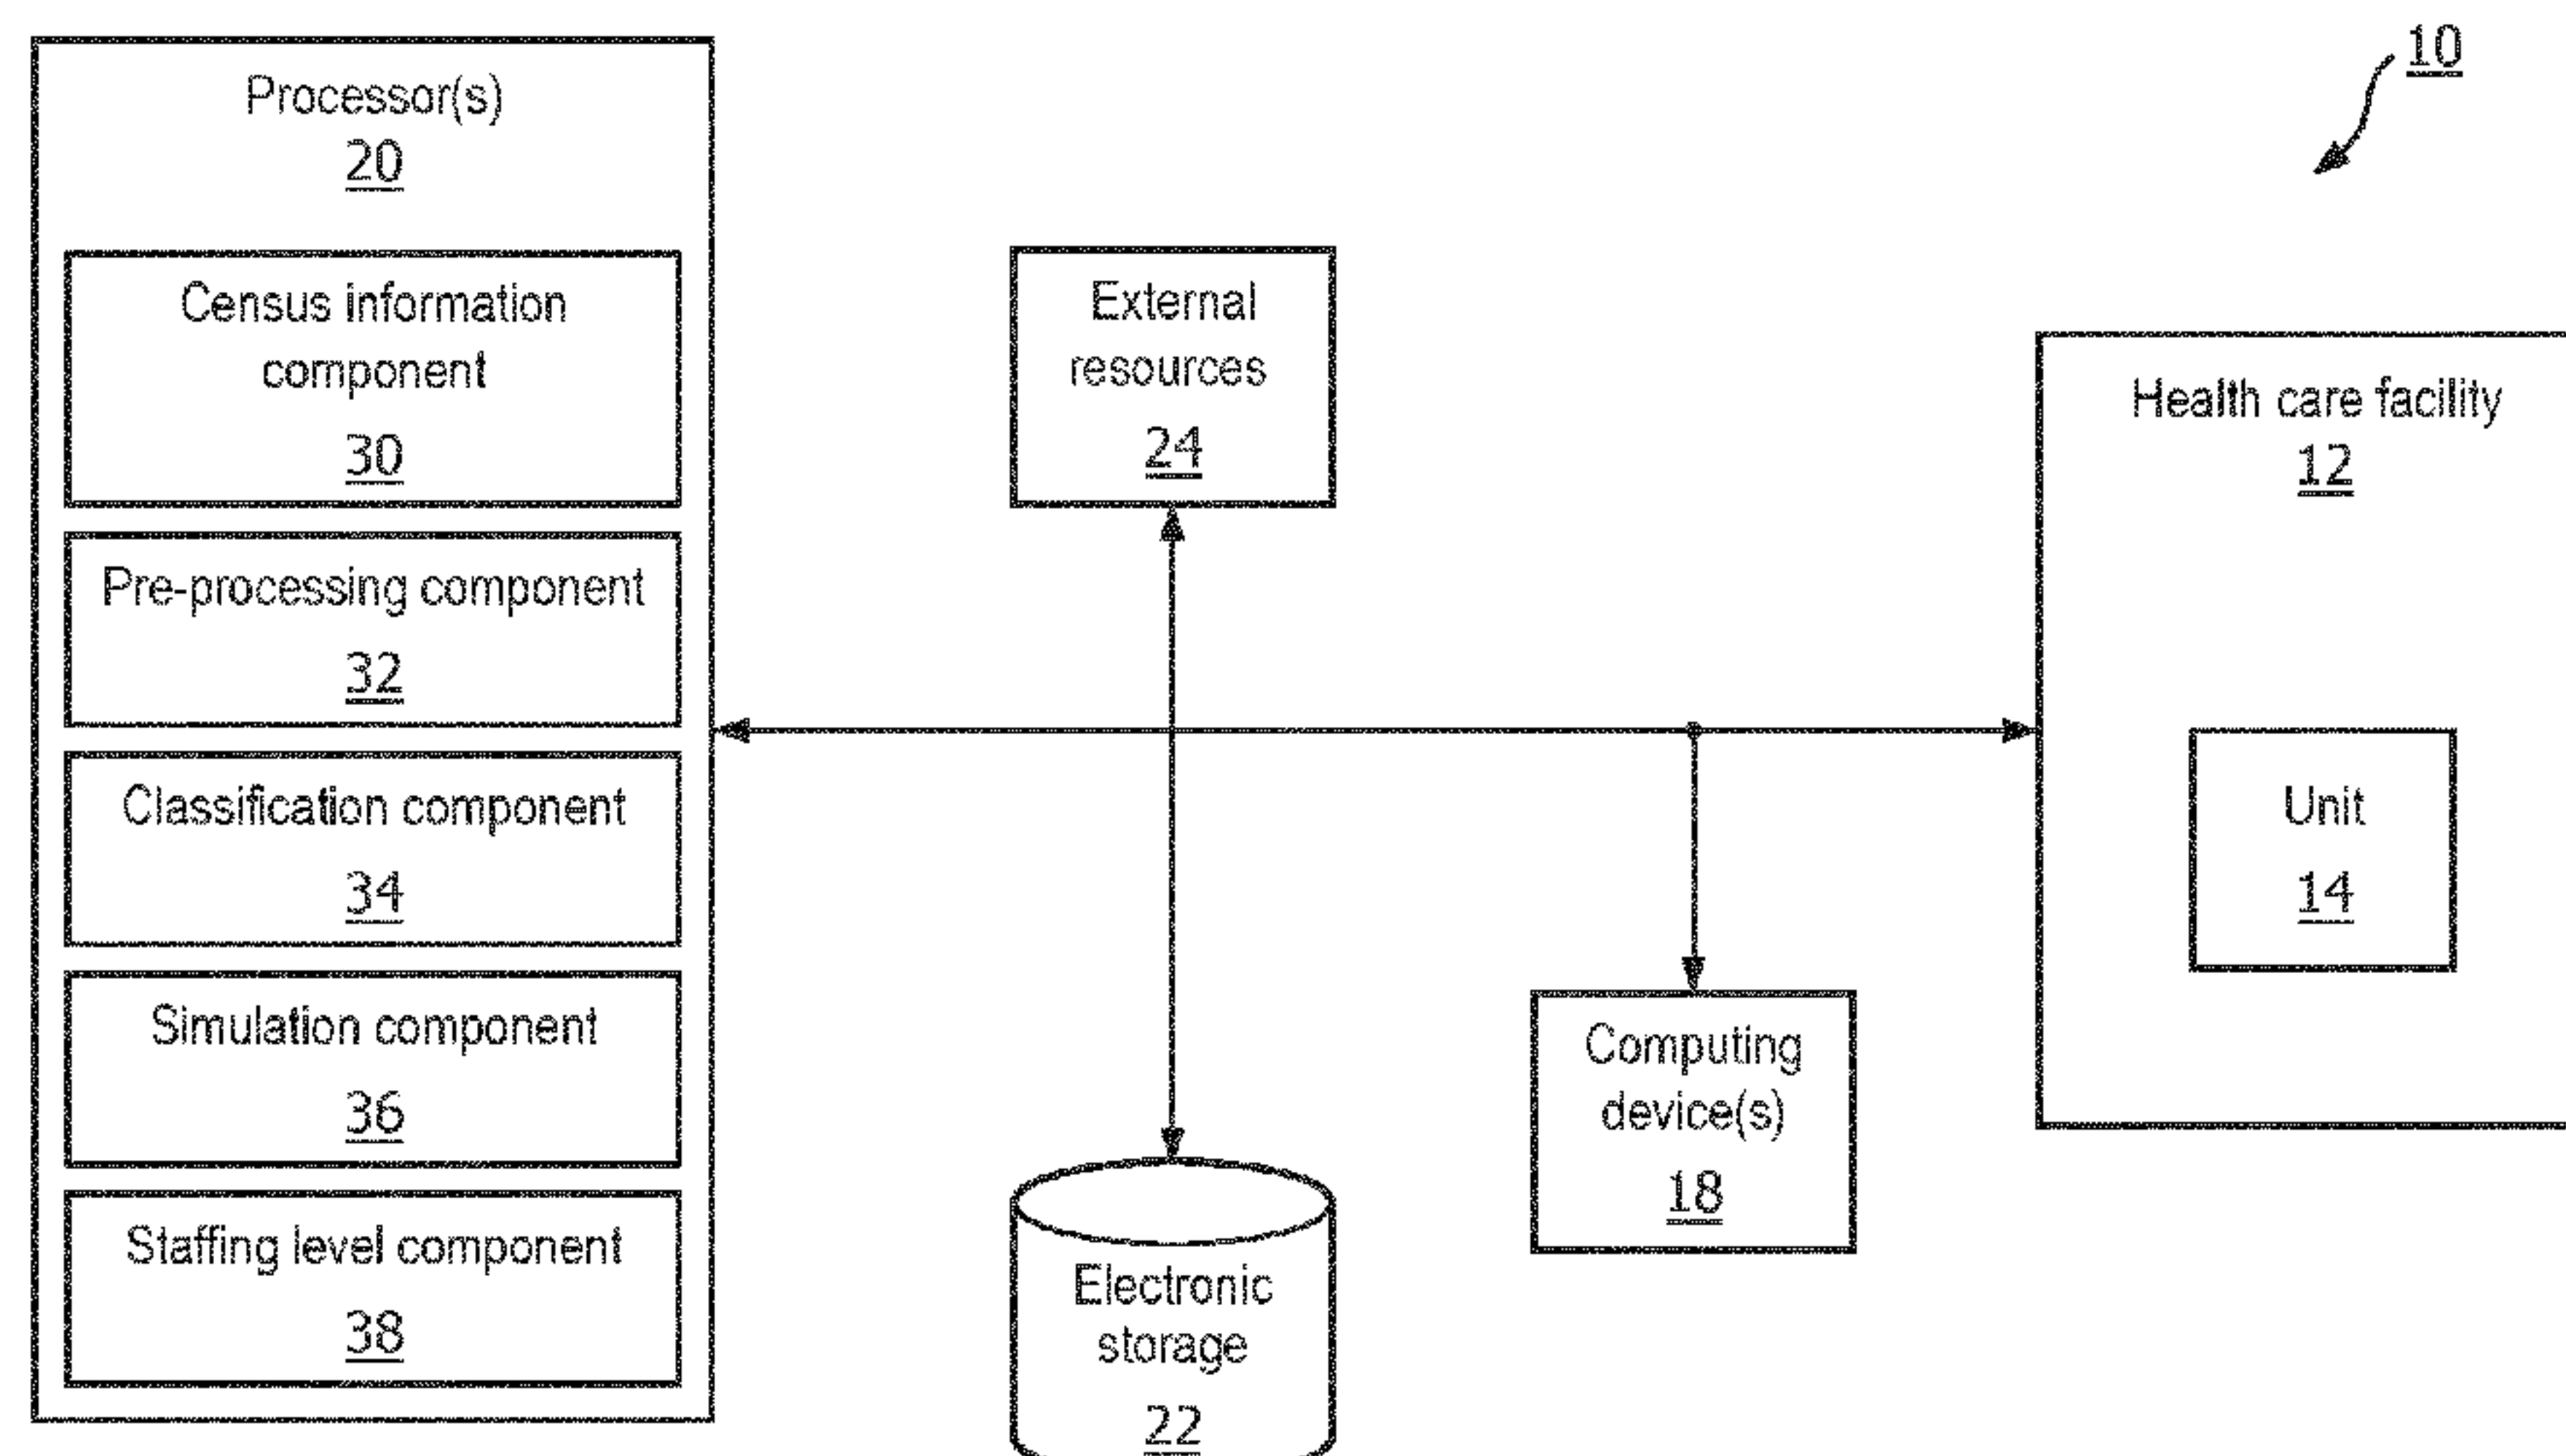 10
Processor(s)
20
Census information
component
30
Pre-processing component
32
Classification component
34
Simulation component
36
Staffing level component
38
External
resources
24
Electronic
storage
22
Computing
device(s)
18
Health care facility
12
Unit
14